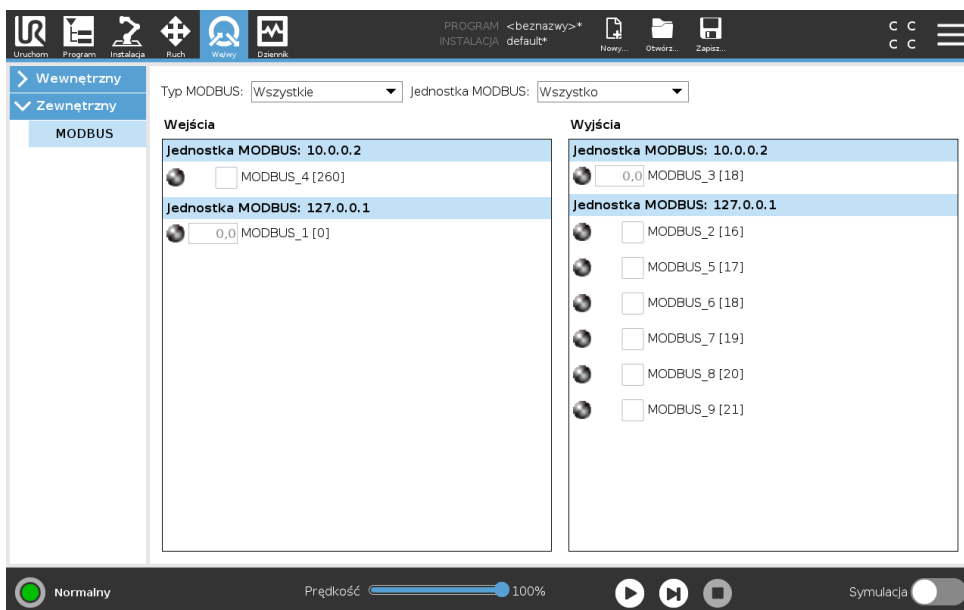 UR
PROGRAM <beznazwy>*
INSTALACJA default*
Uruchom Program Instalacja Ruch We/wy Dziennik Nowy... Otwórz... Zapisz...
C C
C C
Wewnętrzny
Zewnętrzny
MODBUS
Typ MODBUS: Wszystkie Jednostka MODBUS: Wszystko
Wejścia
Jednostka MODBUS: 10.0.0.2
MODBUS_4 [260]
Jednostka MODBUS: 127.0.0.1
0,0 MODBUS_1 [0]
Wyjścia
Jednostka MODBUS: 10.0.0.2
0,0 MODBUS_3 [18]
Jednostka MODBUS: 127.0.0.1
MODBUS_2 [16]
MODBUS_5 [17]
MODBUS_6 [18]
MODBUS_7 [19]
MODBUS_8 [20]
MODBUS_9 [21]
Normalny Prędkość 100% Symulacja